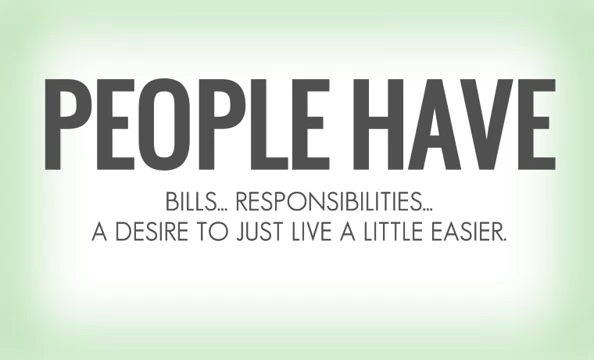 PEOPLE HAVE
BILLS... RESPONSIBILITIES...
A DESIRE TO JUST LIVE A LITTLE EASIER.